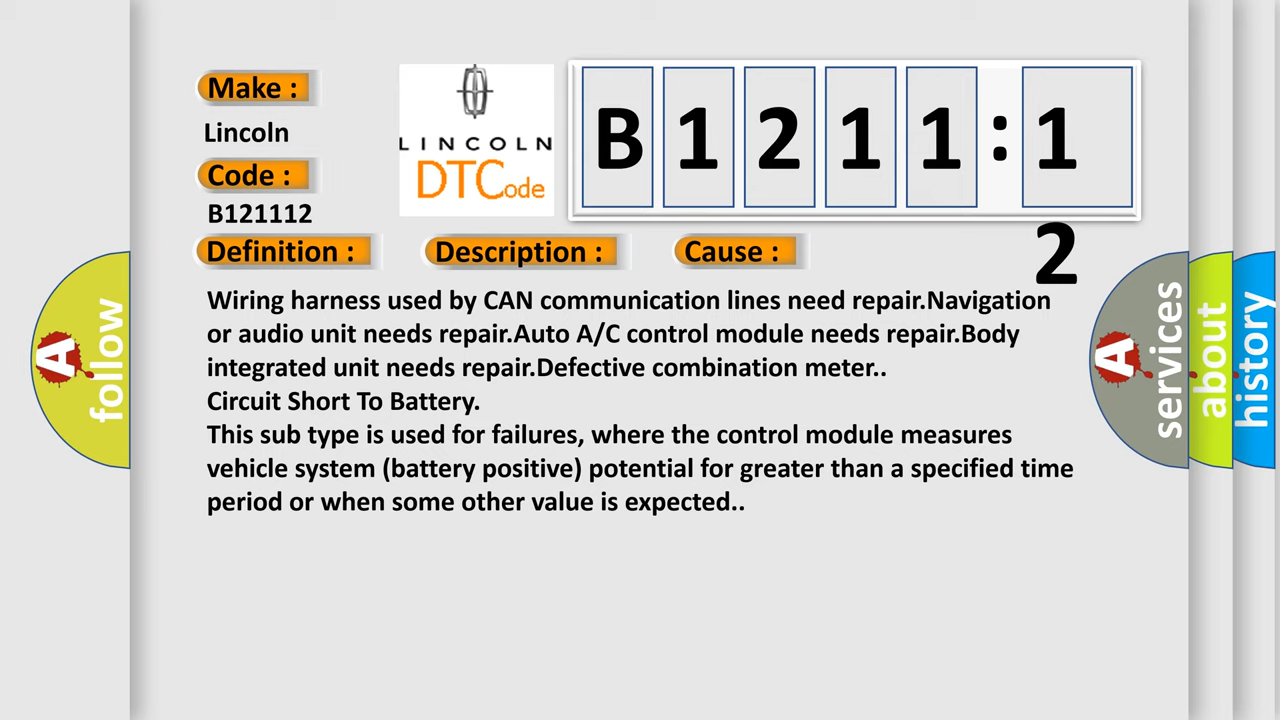 Make :
Lincoln
Code :
B121112
LINCOLN
DTCode
B 1 2 1 1 : 1
2
Definition :
Description :
Cause :
Wiring harness used by CAN communication lines need repair.Navigation
or audio unit needs repair.Auto A/C control module needs repair.Body
integrated unit needs repair.Defective combination meter..
Circuit Short To Battery.
This sub type is used for failures, where the control module measures
vehicle system (battery positive) potential for greater than a specified time
period or when some other value is expected..
A follow
A services
about
history